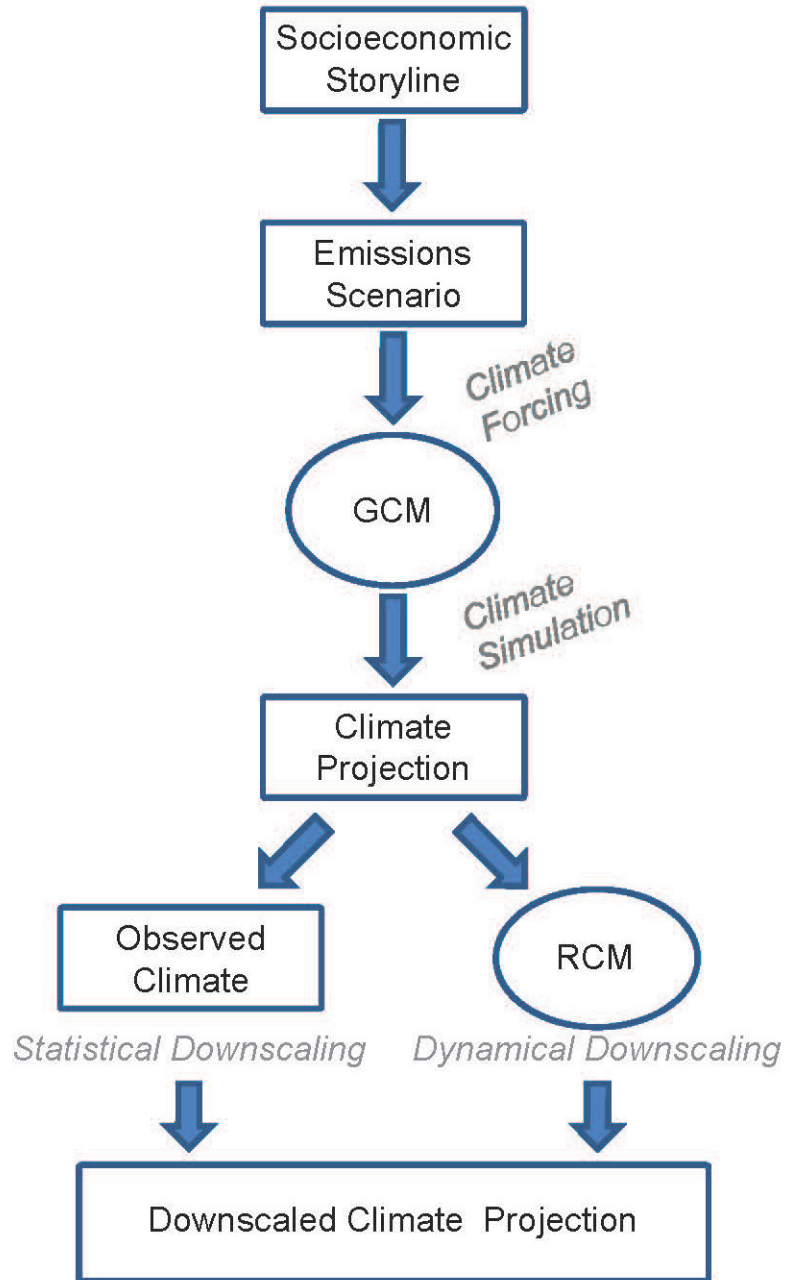 Socioeconomic
Storyline
Emissions
Scenario
Climate
Forcing
GCM
Climate
Simulation
Climate
Projection
Observed
Climate
RCM
Statistical Downscaling
Dynamical Downscaling
Downscaled Climate Projection